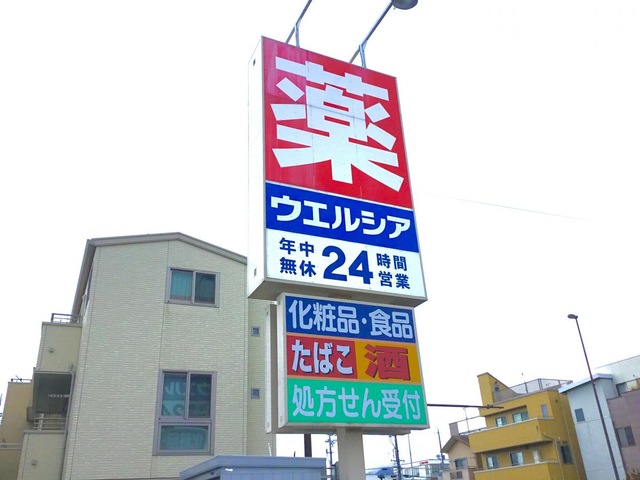 薬
ウエルシア
年中無休 24 時間営業
化粧品・食品
たばこ 酒
処方せん受付